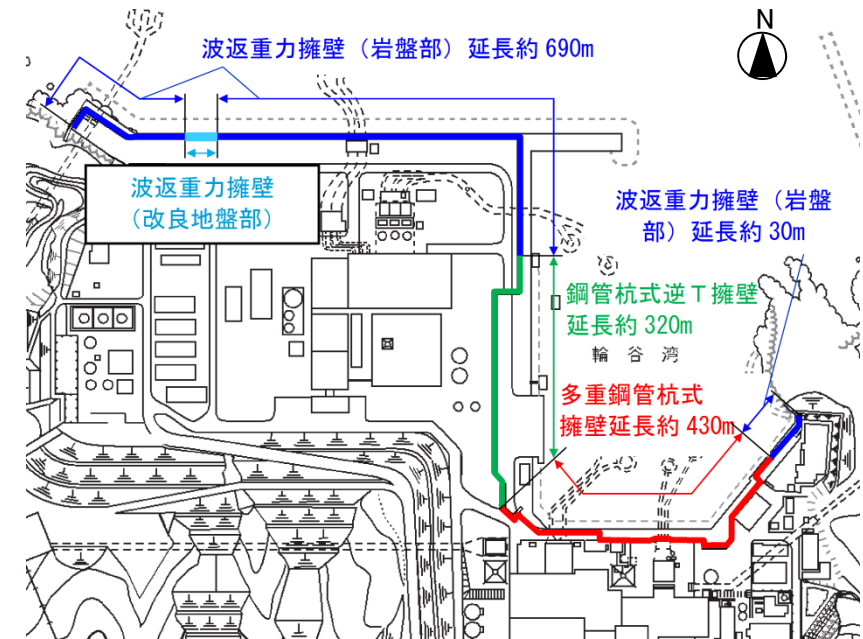 波返重力擁壁（岩盤部）延長約 690m
N
波返重力擁壁
（改良地盤部）
波返重力擁壁（岩盤
部）延長約 30m
鋼管杭式逆Ｔ擁壁
延長約 320m
輪谷湾
多重鋼管杭式
擁壁延長約 430m